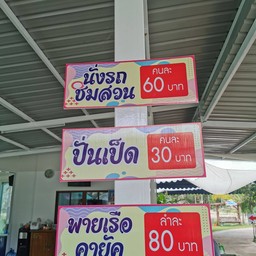 นั่งรถ
ชมสวน
คนละ
60 บาท
ปั่นเป็ด
คนละ
30 บาท
พายเรือ
คายัค
ลำละ
80 บาท